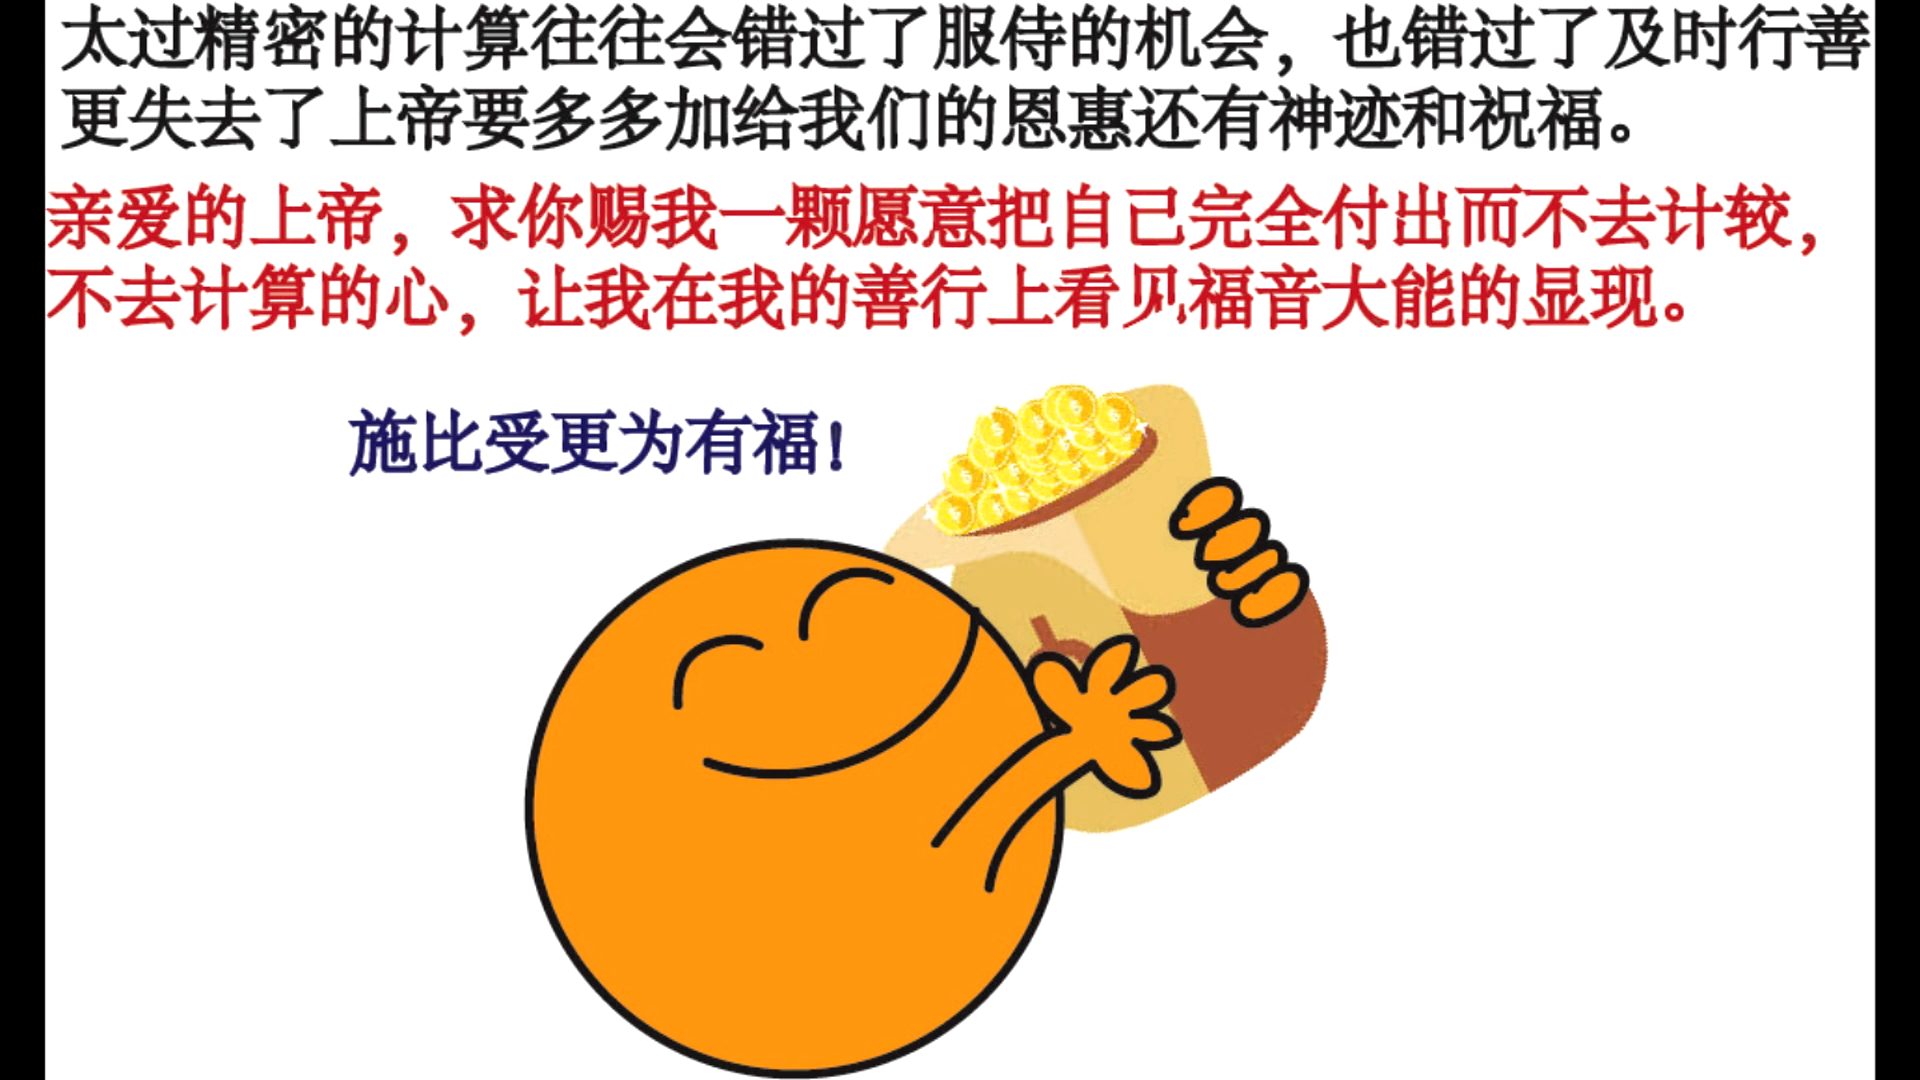 太过精密的计算往往会错过了服侍的机会，也错过了及时行善
更失去了上帝要多多加给我们的恩惠还有神迹和祝福。
亲爱的上帝，求你赐我一颗愿意把自己完全付出而不去计较，
不去计算的心，让我在我的善行上看见福音大能的显现。
施比受更为有福！